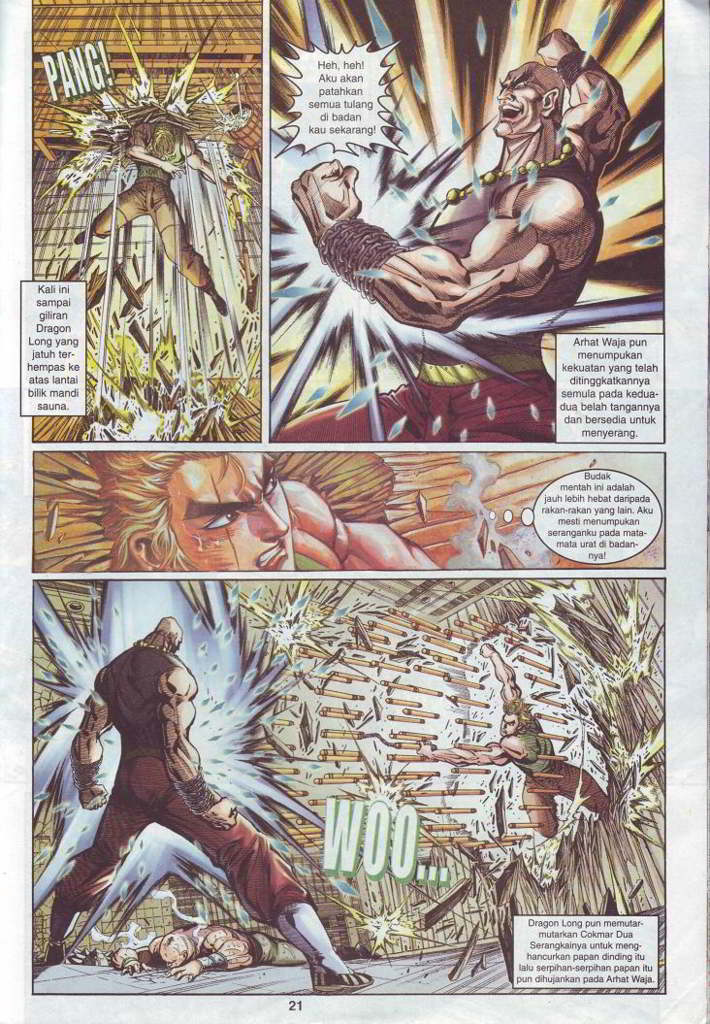 PANG!
Kali ini
sampai
giliran
Dragon
Long yang
jatuh ter-
hempas ke
atas lantai
bilik mandi
sauna.
Heh, heh!
Aku akan
patahkan
semua tulang
di badan
kau sekarang!
Arhat Waja pun
menumpukan
kekuatan yang telah
ditinggkatkannya
semula pada kedua-
dua belah tangannya
dan bersedia untuk
menyerang.
Budak
mentah ini adalah
jauh lebih hebat daripada
rakan-rakan yang lain. Aku
mesti menumpukan
seranganku pada mata-
mata urat di badan-
nya!
WOO...
Dragon Long pun memutar-
mutarkan Cokmar Dua
Serangkainya untuk meng-
hancurkan papan dinding itu
lalu serpihan-serpihan papan itu
pun dihujankan pada Arhat Waja.
21